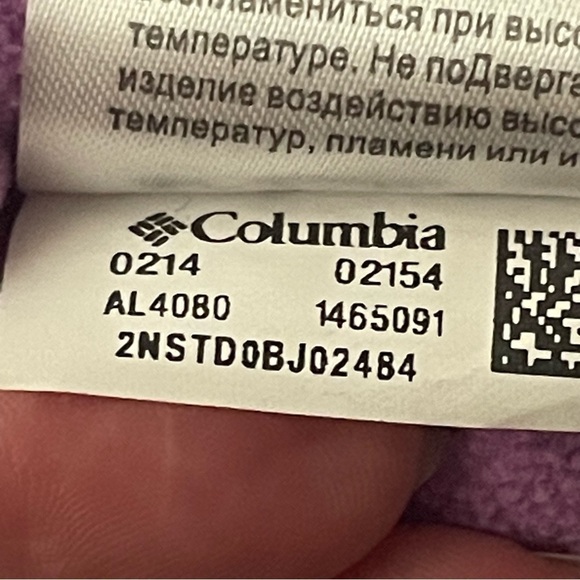 при
температуре. Не
изделие воздействию
температур, пламени или и
Columbia
0214 02154
AL4080 1465091
2NSTD0BJ02484